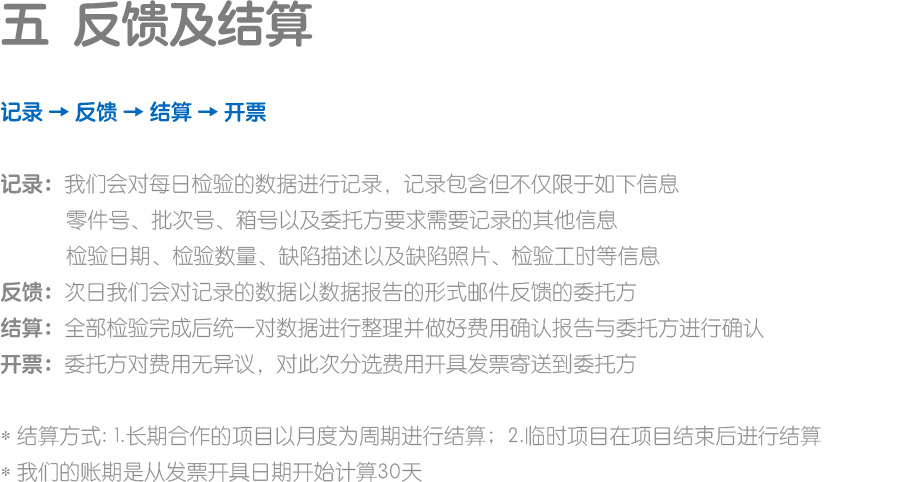 五 反馈及结算
记录 → 反馈 → 结算 → 开票
记录：我们会对每日检验的数据进行记录，记录包含但不仅限于如下信息
零件号、批次号、箱号以及委托方要求需要记录的其他信息
检验日期、检验数量、缺陷描述以及缺陷照片、检验工时等信息
反馈：次日我们会对记录的数据以数据报告的形式邮件反馈的委托方
结算：全部检验完成后统一对数据进行整理并做好费用确认报告与委托方进行确认
开票：委托方对费用无异议，对此次分选费用开具发票寄送到委托方
* 结算方式: 1.长期合作的项目以月度为周期进行结算；2.临时项目在项目结束后进行结算
* 我们的账期是从发票开具日期开始计算30天